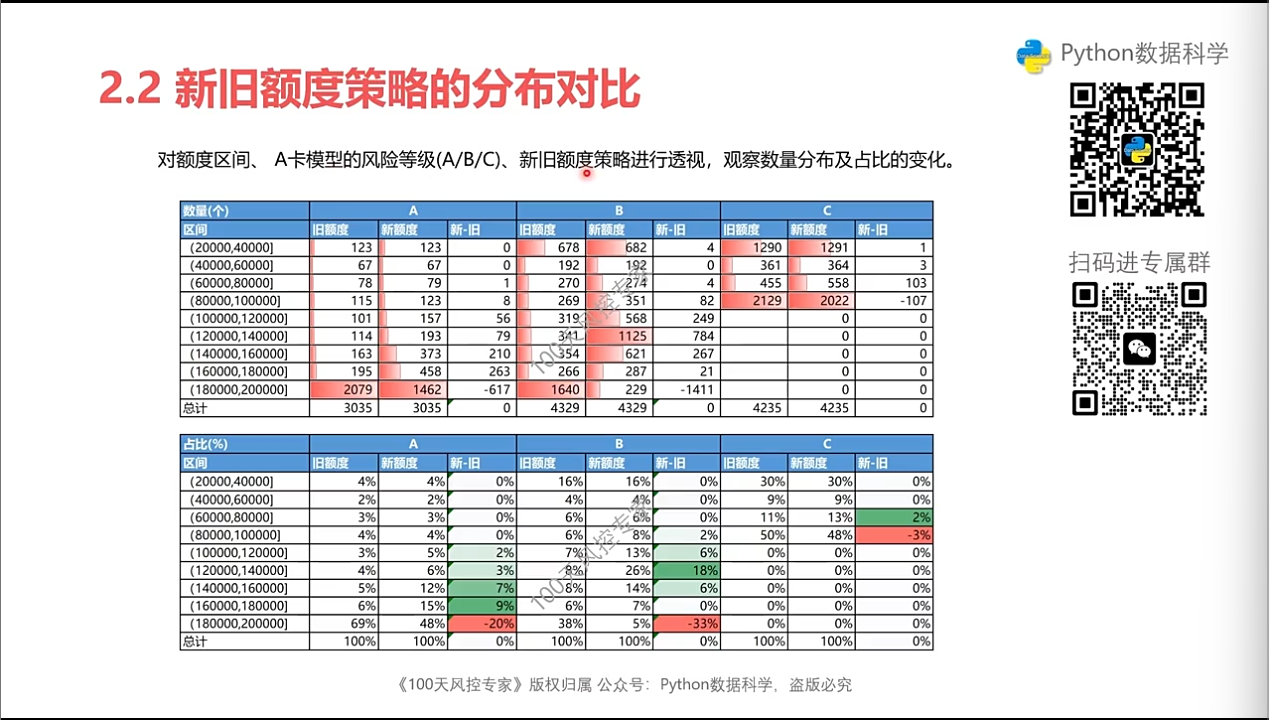 Python数据科学
2.2 新旧额度策略的分布对比
对额度区间、 A卡模型的风险等级(A/B/C)、新旧额度策略进行透视，观察数量分布及占比的变化。
扫码进专属群
数量(个) A B C
区间 旧额度 新额度 新-旧 旧额度 新额度 新-旧 旧额度 新额度 新-旧
(20000,40000] 123 123 0 678 682 4 1290 1291 1
(40000,60000] 67 67 0 192 192 0 361 364 3
(60000,80000] 78 79 1 270 274 4 455 558 103
(80000,100000] 115 123 8 269 351 82 2129 2022 -107
(100000,120000] 101 157 56 319 568 249 0 0
(120000,140000] 114 193 79 341 1125 784 0 0
(140000,160000] 163 373 210 354 621 267 0 0
(160000,180000] 195 458 263 266 287 21 0 0
(180000,200000] 2079 1462 -617 1640 229 -1411 0 0
总计 3035 3035 0 4329 4329 0 4235 4235 0
占比(%) A B C
区间 旧额度 新额度 新-旧 旧额度 新额度 新-旧 旧额度 新额度 新-旧
(20000,40000] 4% 4% 0% 16% 16% 0% 30% 30% 0%
(40000,60000] 2% 2% 0% 4% 4% 0% 9% 9% 0%
(60000,80000] 3% 3% 0% 6% 6% 0% 11% 13% 2%
(80000,100000] 4% 4% 0% 6% 8% 2% 50% 48% -3%
(100000,120000] 3% 5% 2% 7% 13% 6% 0% 0% 0%
(120000,140000] 4% 6% 3% 8% 26% 18% 0% 0% 0%
(140000,160000] 5% 12% 7% 8% 14% 6% 0% 0% 0%
(160000,180000] 6% 15% 9% 6% 7% 0% 0% 0% 0%
(180000,200000] 69% 48% -20% 38% 5% -33% 0% 0% 0%
总计 100% 100% 0% 100% 100% 0% 100% 100% 0%
100天风控专家
100天风控专家
《100天风控专家》版权归属 公众号：Python数据科学，盗版必究